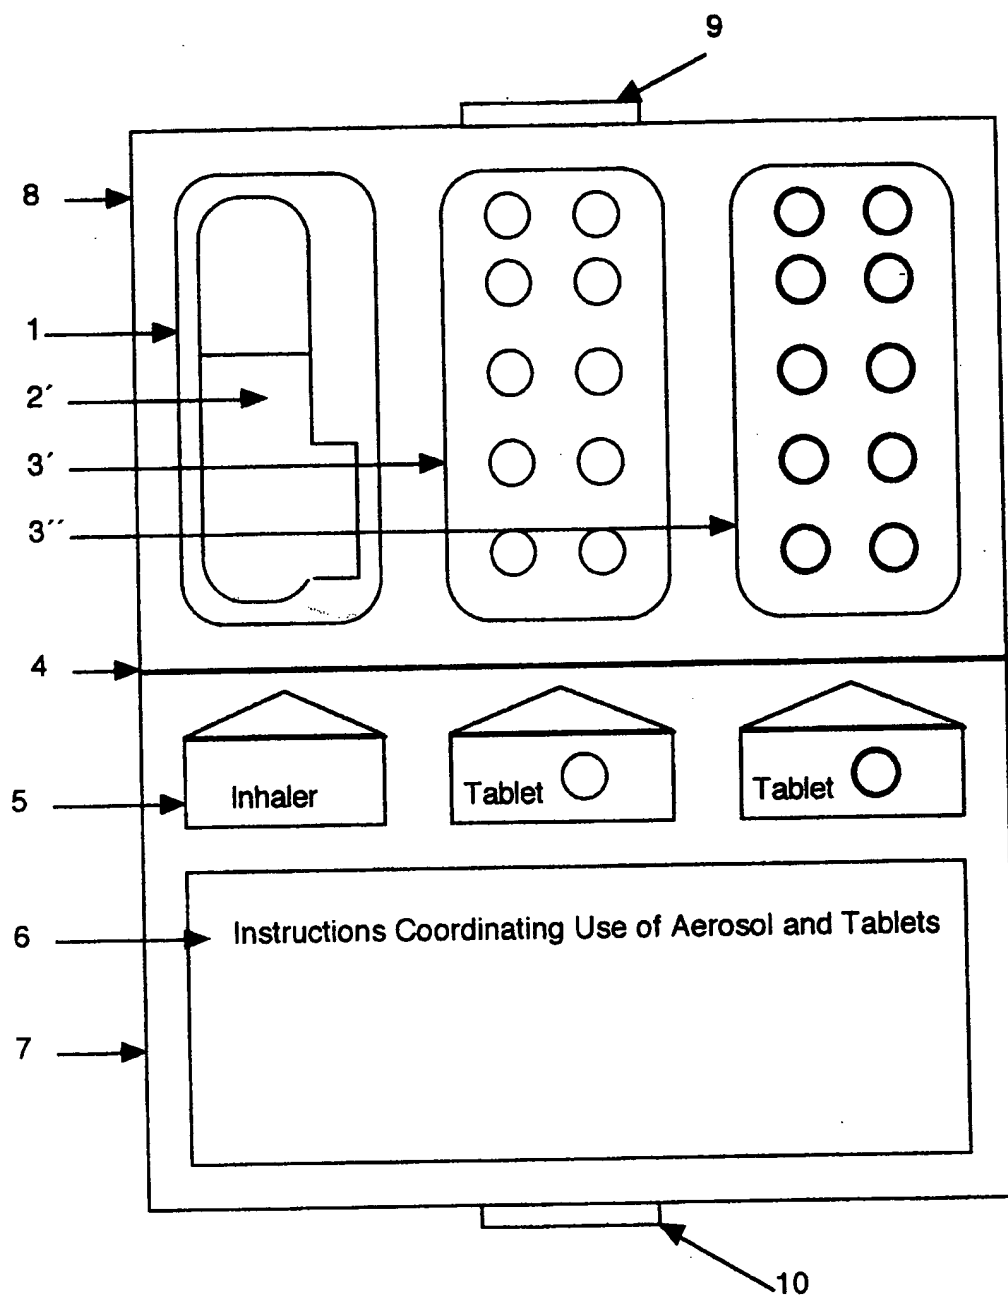 9
8
1
2′
3′
3′′
4
Inhaler
Tablet
Tablet
5
Instructions Coordinating Use of Aerosol and Tablets
6
7
10